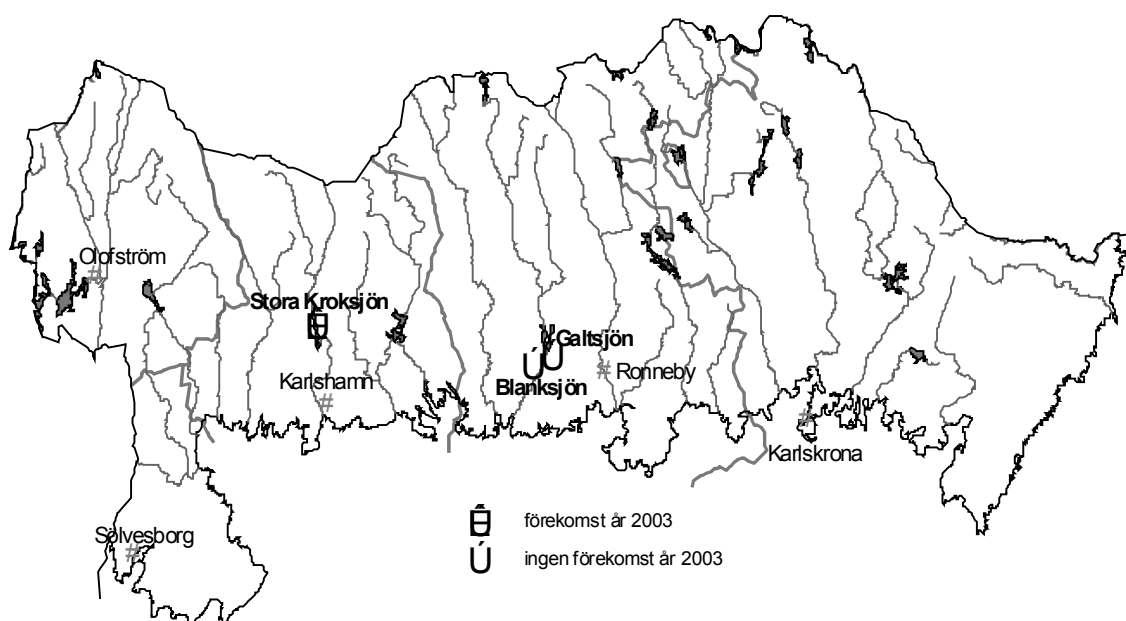 Olofström
Stora Kroksjön
Galtsjön
Karlshamn
Blanksjön
Ronneby
Karlskrona
förekomst år 2003
Sölvesborg
ingen förekomst år 2003